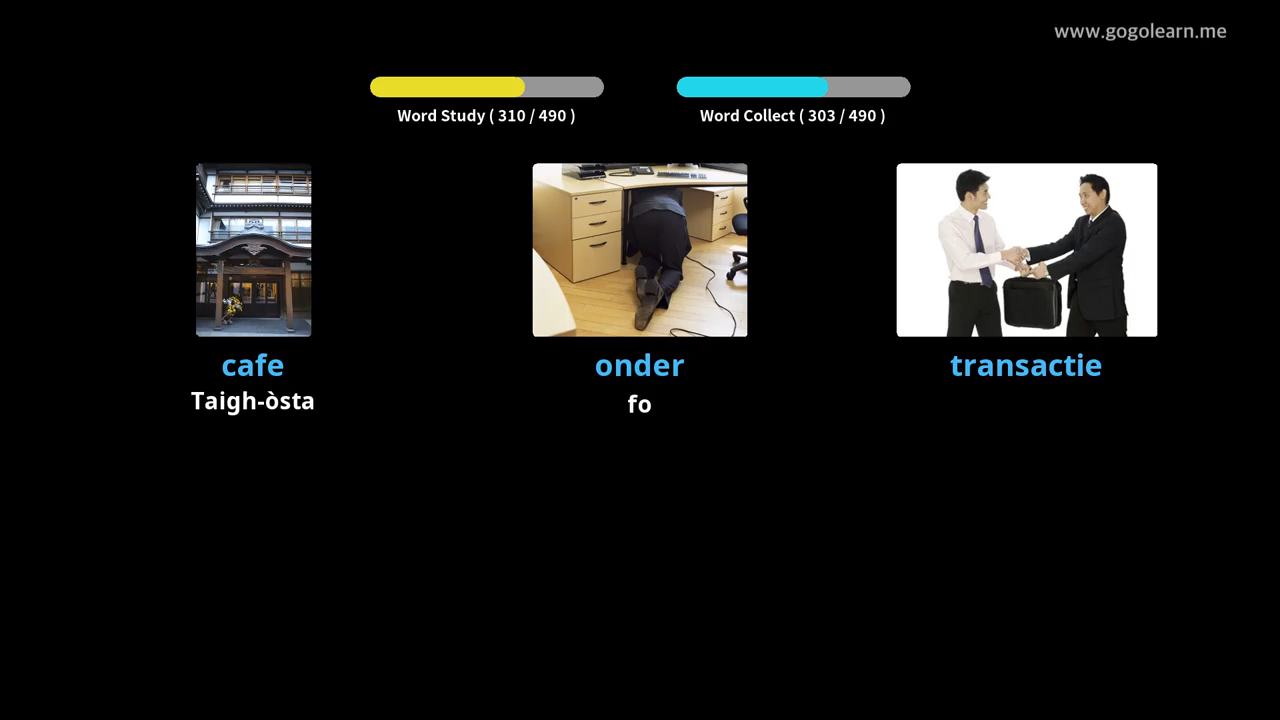 www.gogolearn.me
Word Study ( 310 / 490 )
Word Collect ( 303 / 490 )
cafe
Taigh-òsta
onder
fo
transactie